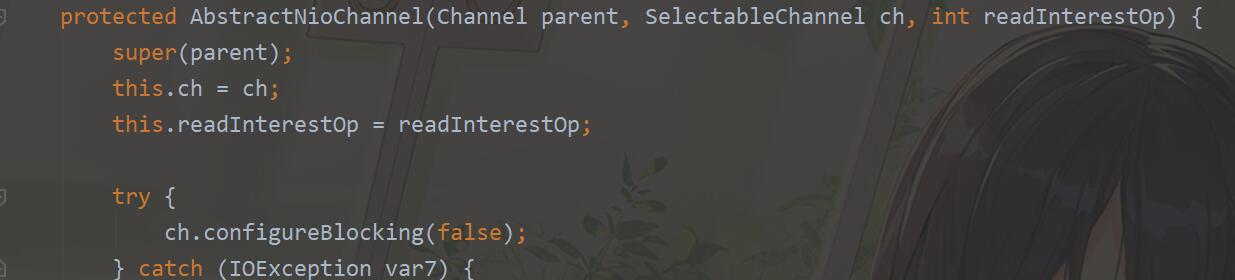 protected AbstractNioChannel(Channel parent, SelectableChannel ch, int readInterestOp) {
super(parent);
this.ch = ch;
this.readInterestOp = readInterestOp;
try {
ch.configureBlocking(false);
} catch (IOException var7) {